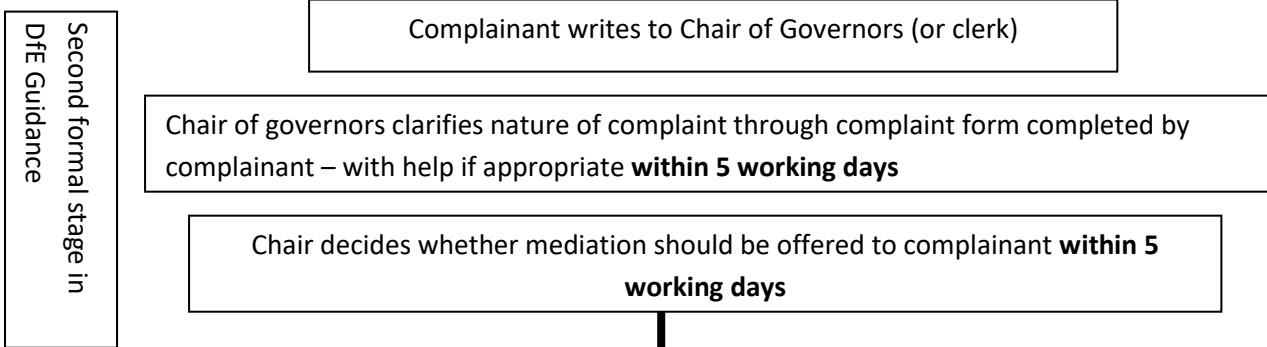 Second formal stage in
DfE Guidance
Complainant writes to Chair of Governors (or clerk)
Chair of governors clarifies nature of complaint through complaint form completed by
complainant – with help if appropriate within 5 working days
Chair decides whether mediation should be offered to complainant within 5
working days